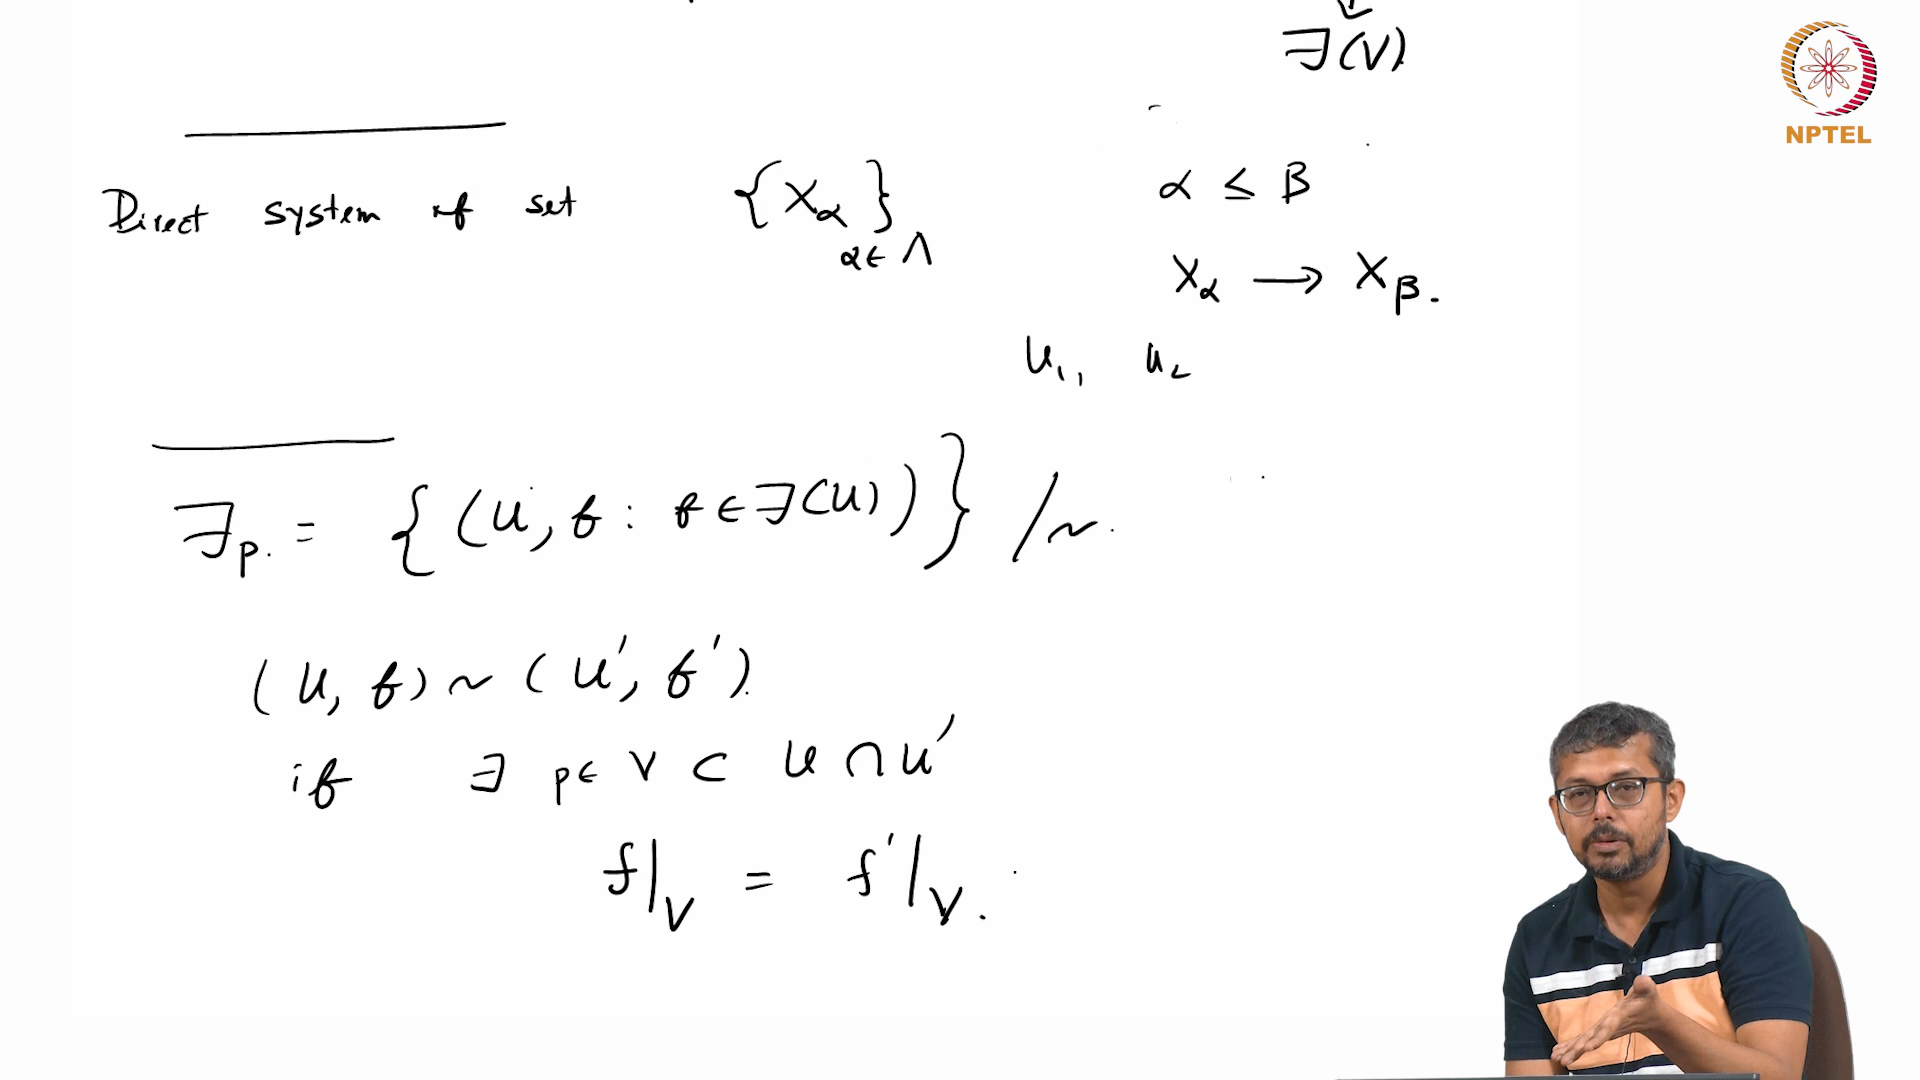 ℱ(V).
NPTEL
Direct system of set {X_α}_{α∈Λ} α ≤ β
X_α → X_β.
U₁, U₂
ℱ_p. = {(U, f : f ∈ ℱ(U))} / ~.
(U, f) ~ (U', f').
if ∃ p ∈ V ⊂ U ∩ U'
f|_V = f'|_V.